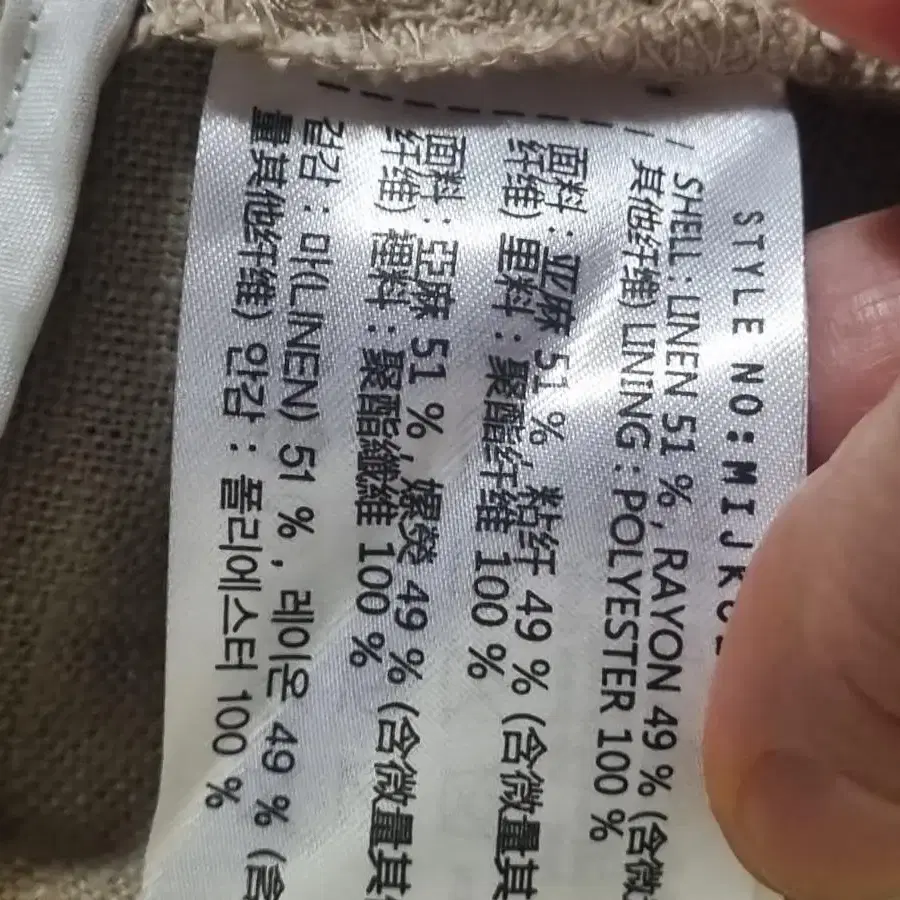 STYLE NO: MIJK
SHELL : LINEN 51 %, RAYON 49 % (含微
其他纤维) LINING : POLYESTER 100 %
面料 : 亚麻 51 % 粘纤 49 % (含微量其
纤维) 里料 : 聚酯纤维 100 %
面料 : 亞麻 51 %, 嫘縈 49 % (含微量其
纤维) 裡料 : 聚酯纖維 100 %
겉감 : 마(LINEN) 51 %, 레이온 49 % (含
量其他纤维) 안감 : 폴리에스터 100 %